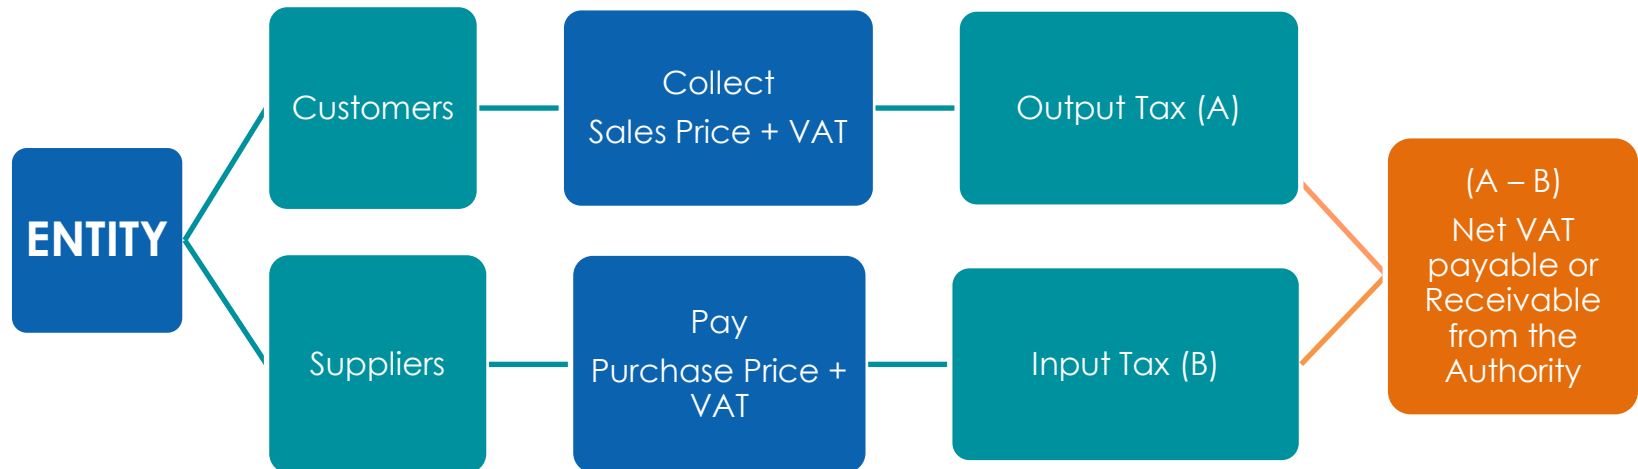 ENTITY
Customers
Collect
Sales Price + VAT
Output Tax (A)
Suppliers
Pay
Purchase Price +
VAT
Input Tax (B)
(A – B)
Net VAT
payable or
Receivable
from the
Authority